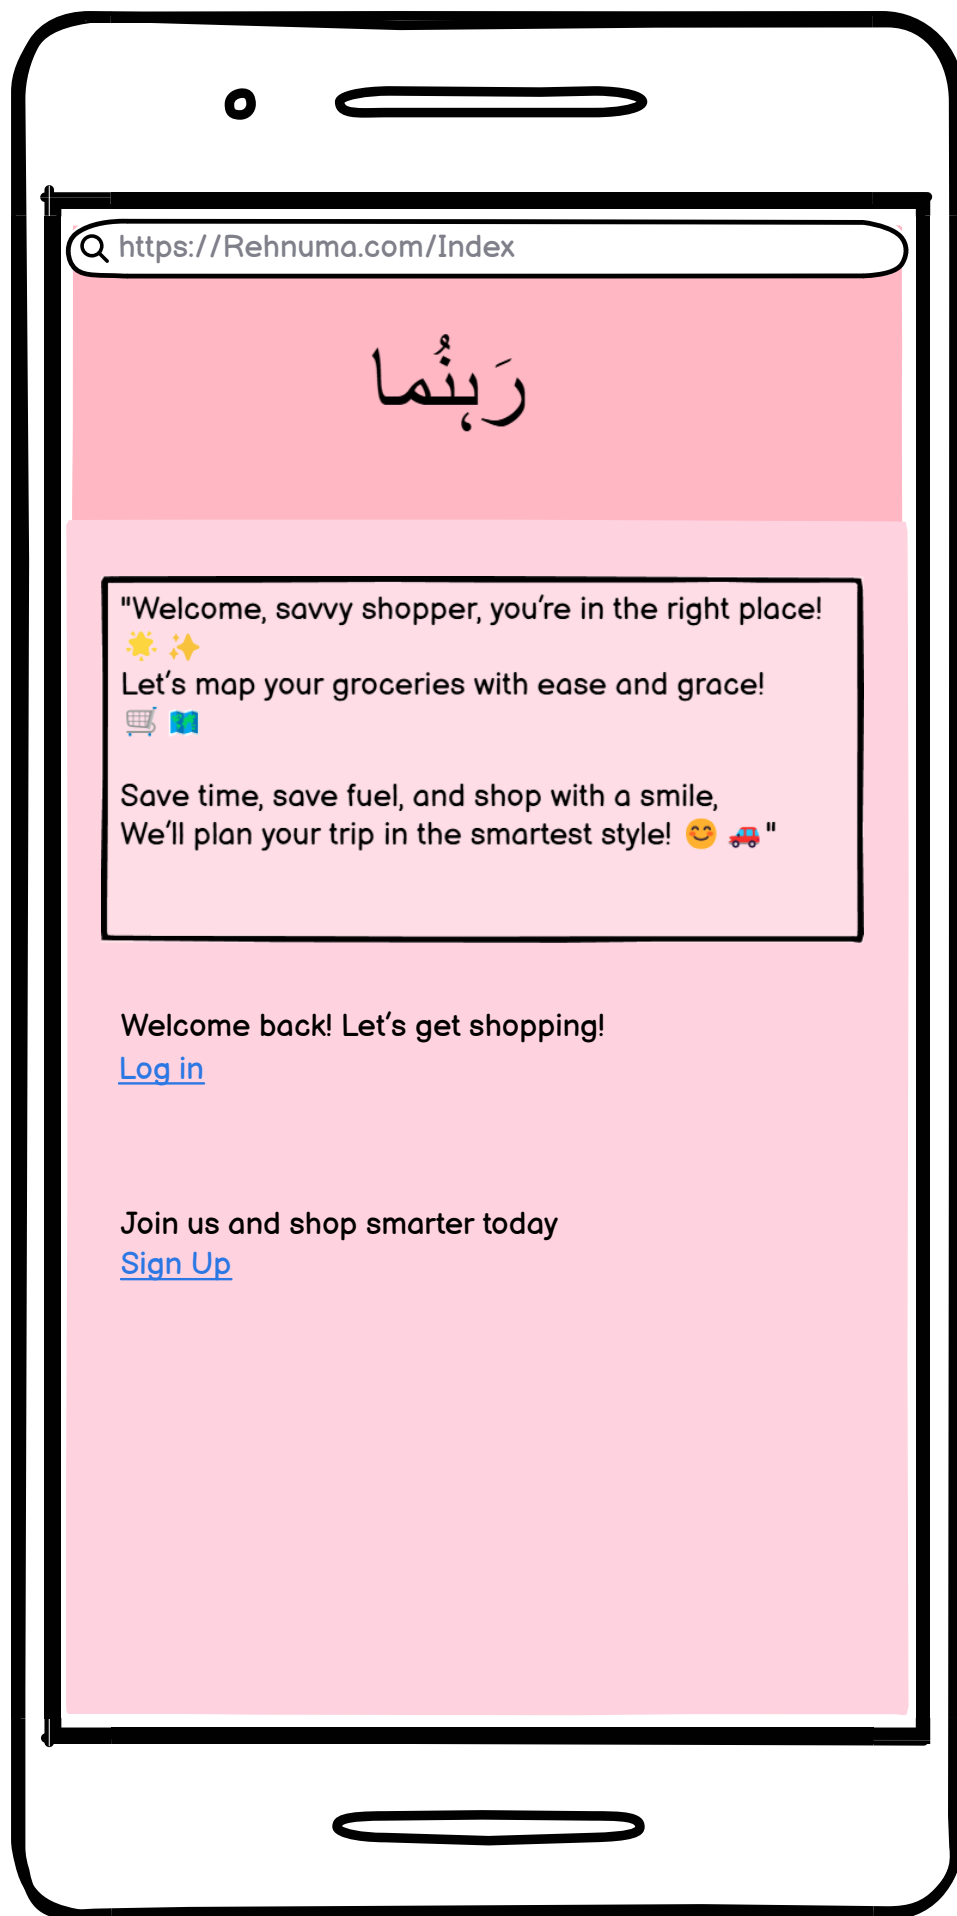 https://Rehnuma.com/Index
رَہنُما
"Welcome, savvy shopper, you're in the right place!
🌟 ✨
Let's map your groceries with ease and grace!
🛒 🗺️
Save time, save fuel, and shop with a smile,
We'll plan your trip in the smartest style! 😊 🚗"
Welcome back! Let's get shopping!
Log in
Join us and shop smarter today
Sign Up